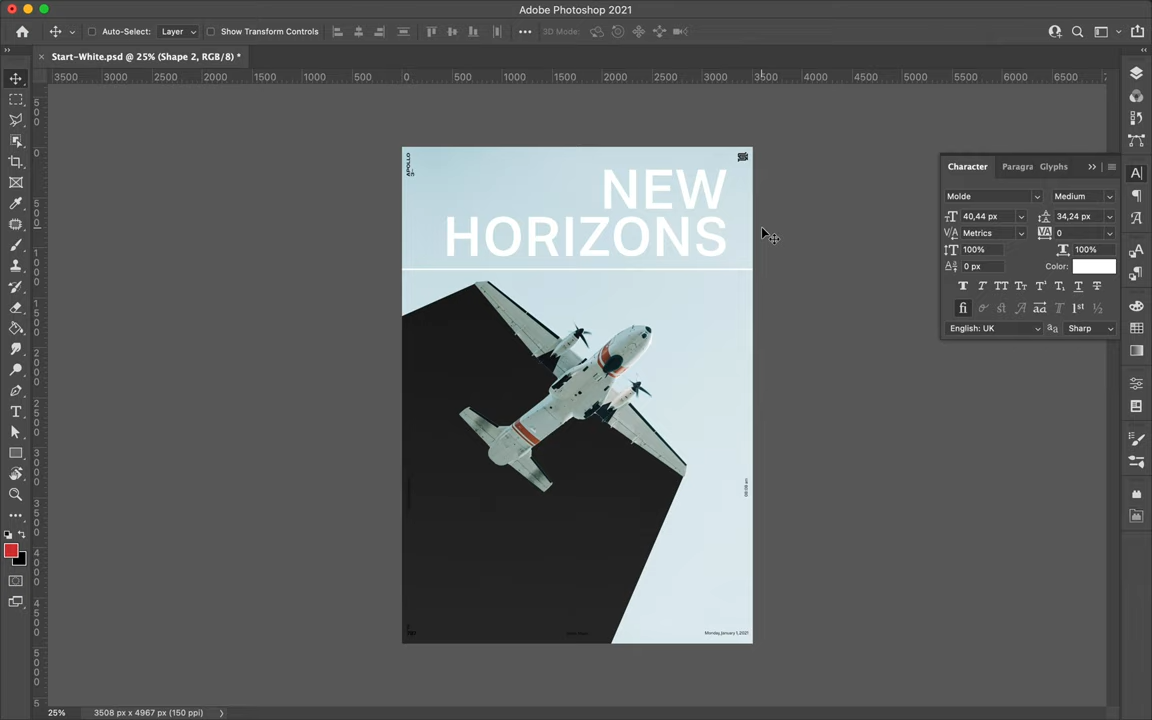 Adobe Photoshop 2021
Auto-Select: Layer Show Transform Controls 3D Mode:
Start-White.psd @ 25% (Shape 2, RGB/8) *
3500 3000 2500 2000 1500 1000 500 0 500 1000 1500 2000 2500 3000 3500 4000 4500 5000 5500 6000 6500
APOLLO
NEW
HORIZONS
Character Paragra Glyphs
Molde Medium
40,44 px 34,24 px
Metrics 0
100% 100%
0 px Color:
English: UK Sharp
Monday, January 1, 2021
25% 3508 px x 4967 px (150 ppi)